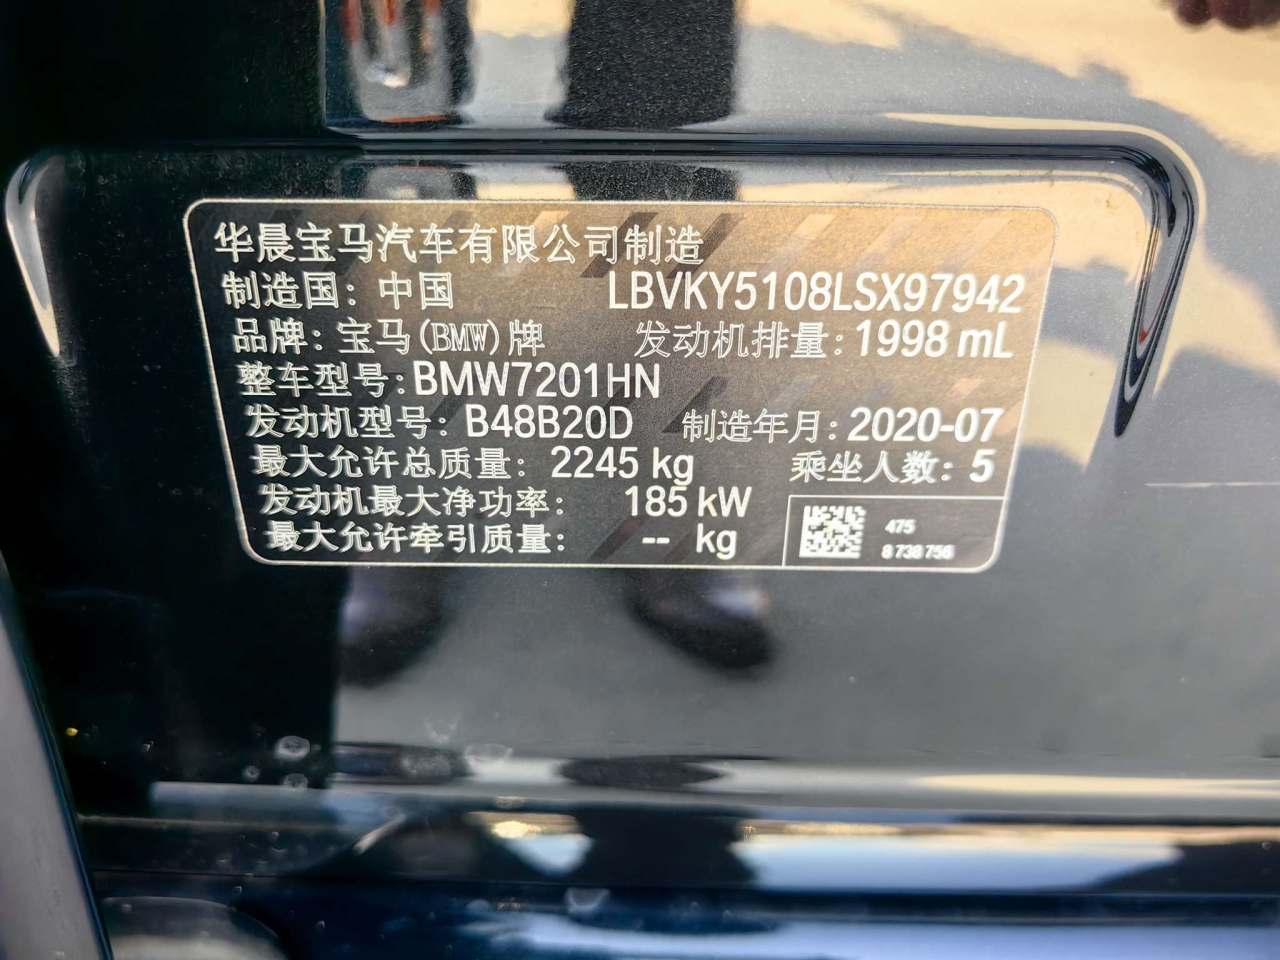 华晨宝马汽车有限公司制造
制造国：中国 LBVKY5108LSX97942
品牌：宝马(BMW)牌 发动机排量：1998 mL
整车型号：BMW7201HN
发动机型号：B48B20D 制造年月：2020-07
最大允许总质量：2245 kg 乘坐人数：5
发动机最大净功率：185 kW
最大允许牵引质量：-- kg
475
8 738 756